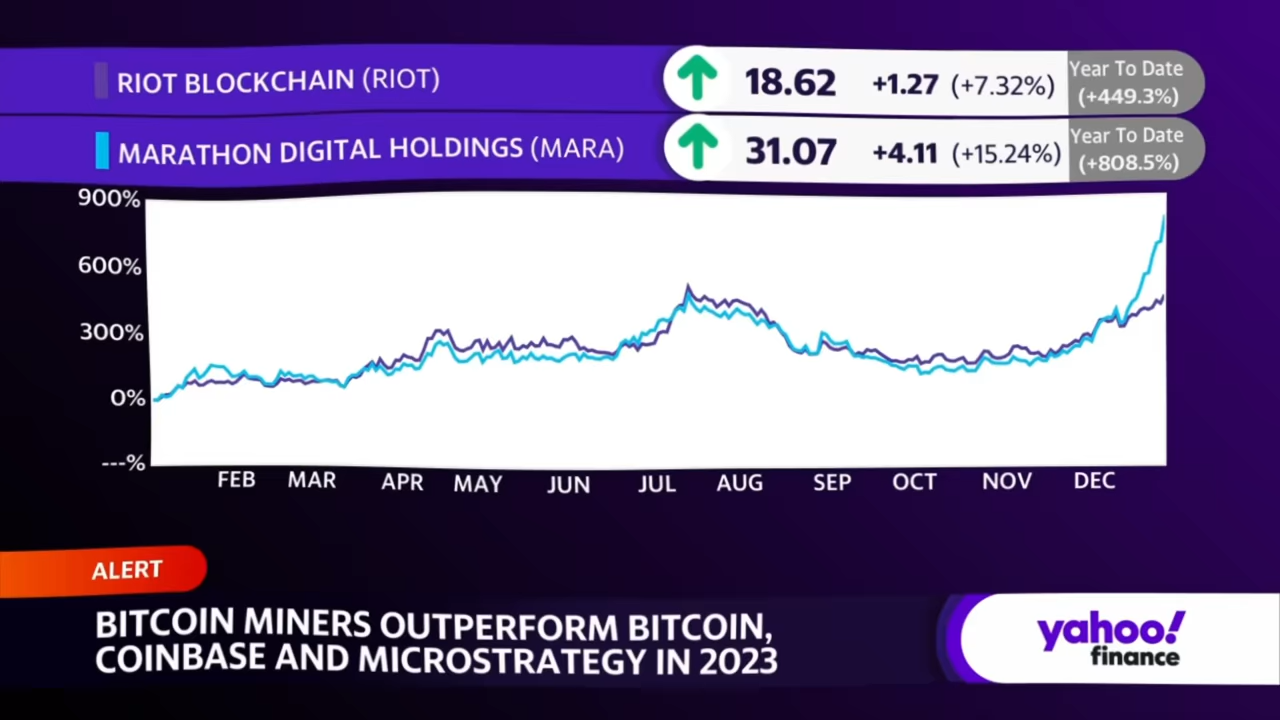 RIOT BLOCKCHAIN (RIOT) 18.62 +1.27 (+7.32%) Year To Date (+449.3%)
MARATHON DIGITAL HOLDINGS (MARA) 31.07 +4.11 (+15.24%) Year To Date (+808.5%)
900%
600%
300%
0%
---%
FEB MAR APR MAY JUN JUL AUG SEP OCT NOV DEC
ALERT
BITCOIN MINERS OUTPERFORM BITCOIN,
COINBASE AND MICROSTRATEGY IN 2023
yahoo!
finance